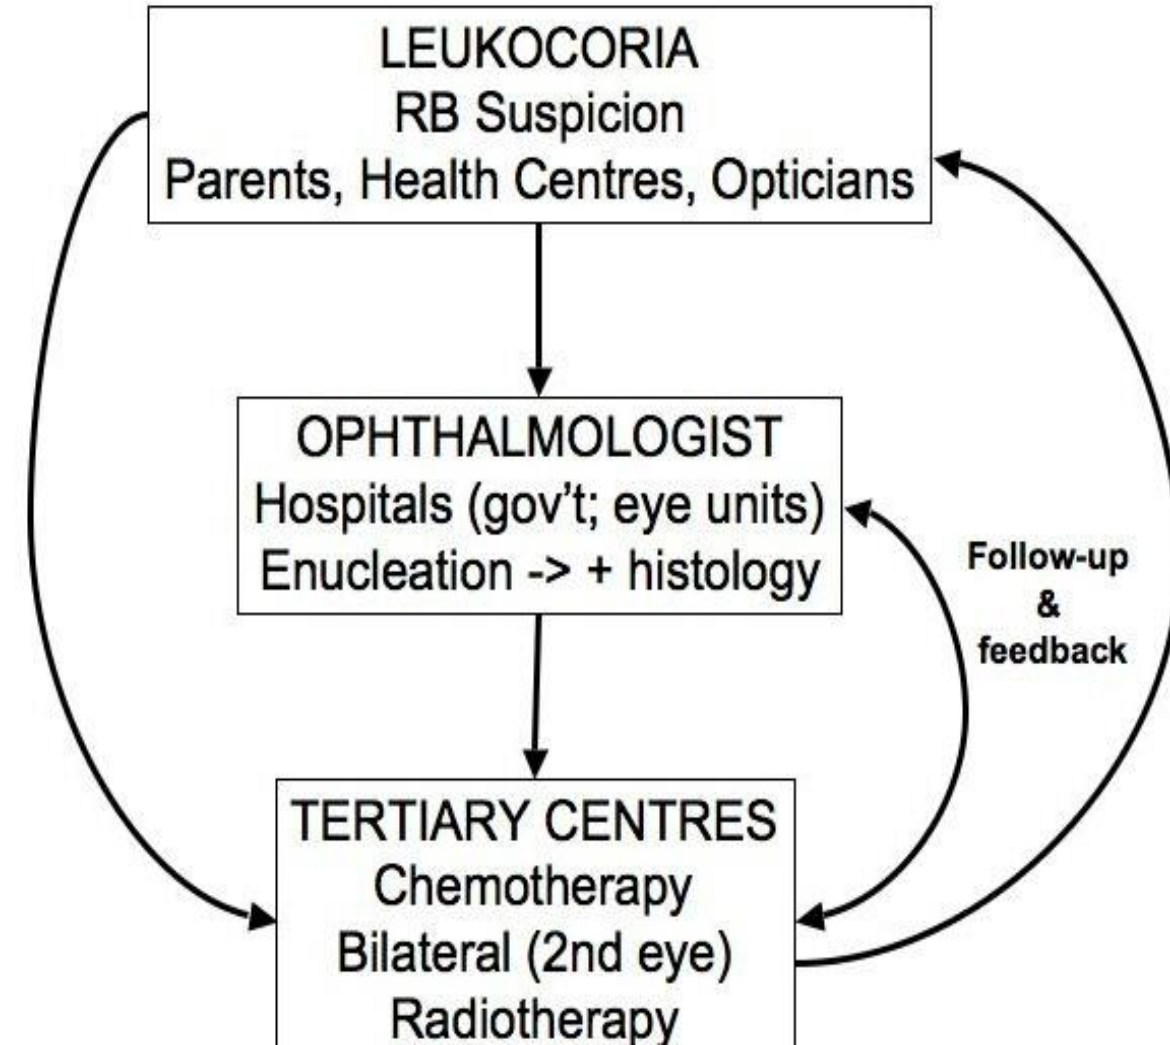 LEUKOCORIA
RB Suspicion
Parents, Health Centres, Opticians
OPHTHALMOLOGIST
Hospitals (gov't; eye units)
Enucleation -> + histology
Follow-up
&
feedback
TERTIARY CENTRES
Chemotherapy
Bilateral (2nd eye)
Radiotherapy